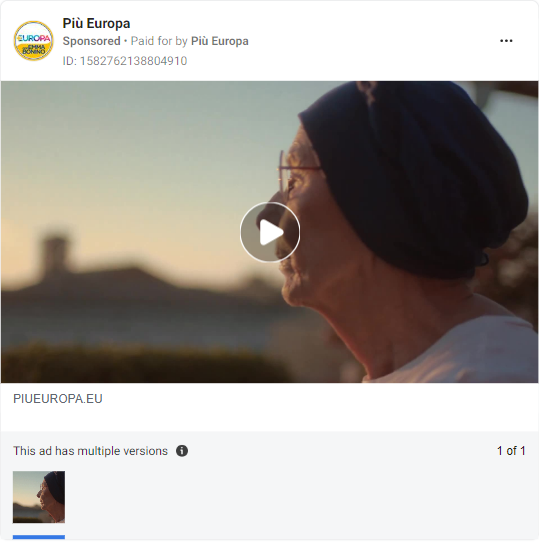 Più Europa
Sponsored • Paid for by Più Europa
ID: 1582762138804910
EUROPA
EMMA
BONINO
PIUEUROPA.EU
This ad has multiple versions
1 of 1